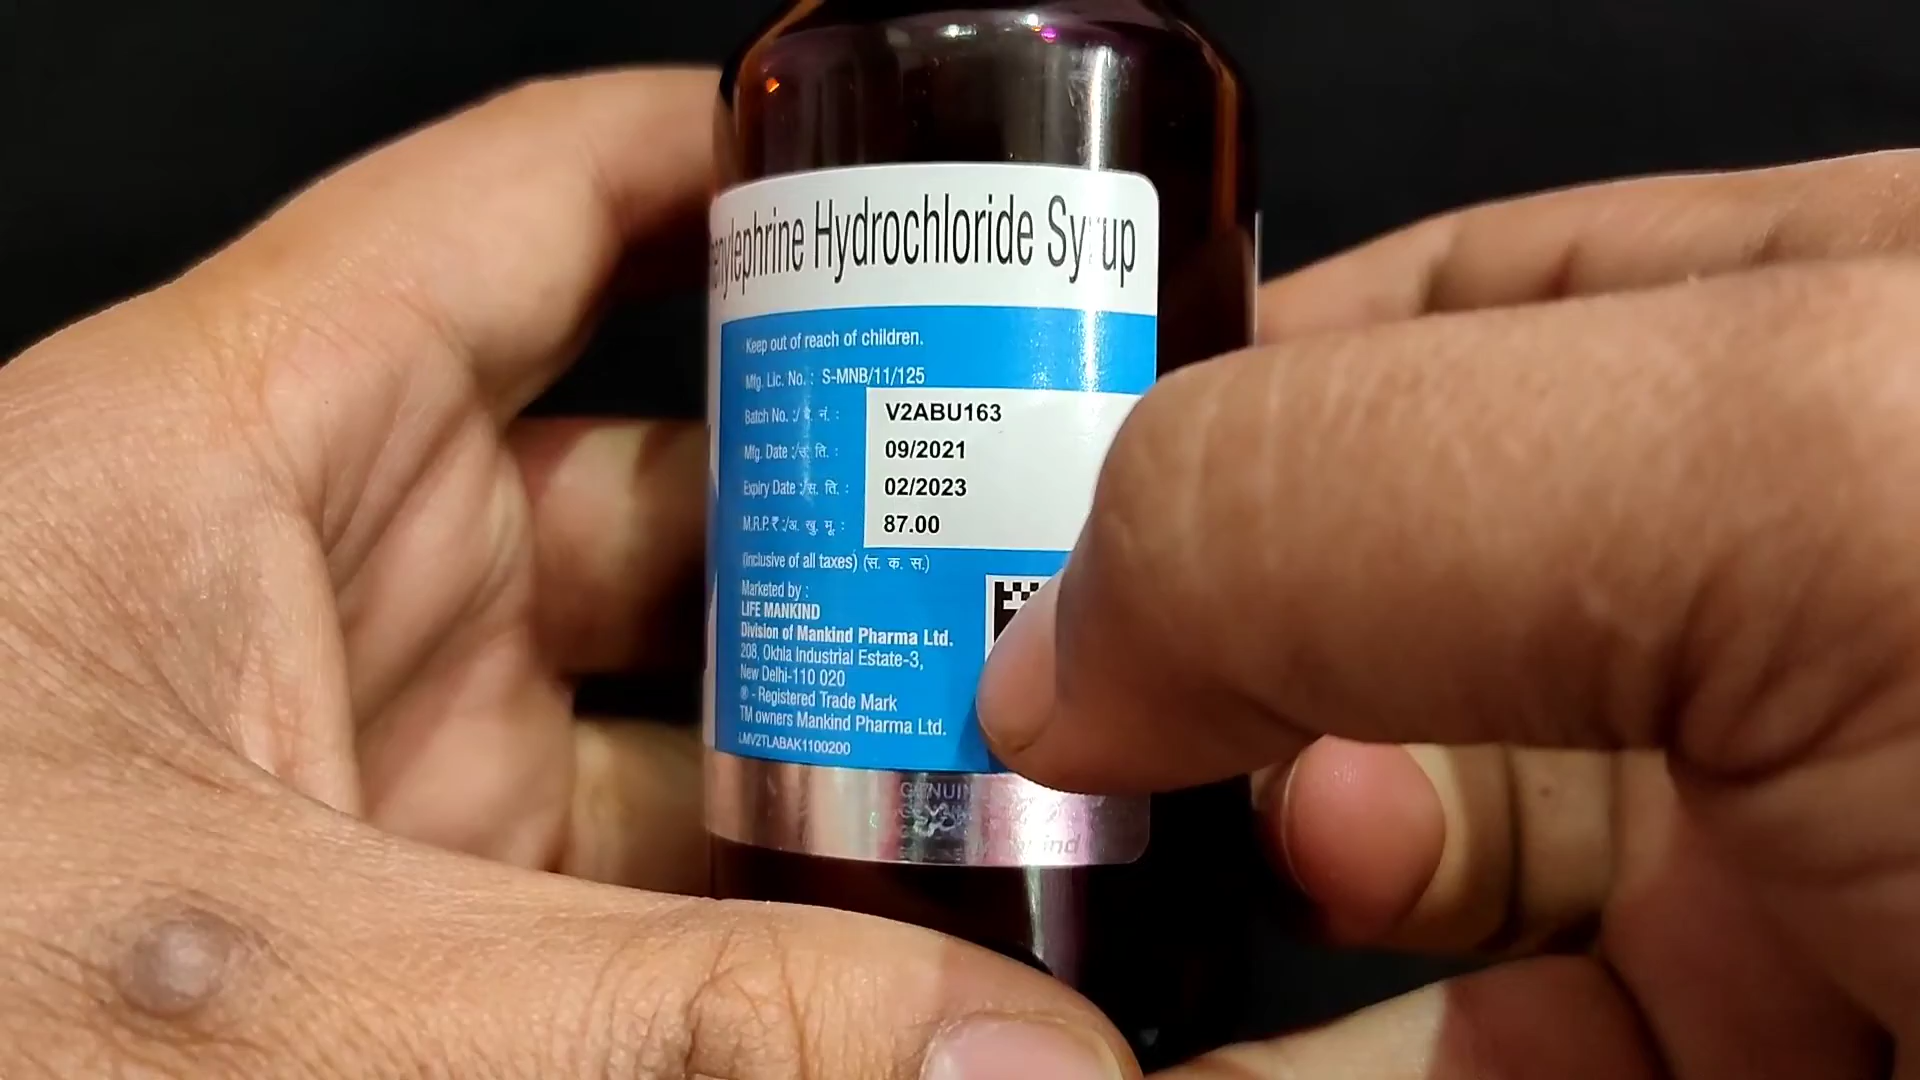 Hydrochloride Syrup
Keep out of reach of children.
Mfg. Lic. No. : S-MNB/11/125
Batch No. :/ बै. नं. : V2ABU163
Mfg. Date :/ ति. : 09/2021
Expiry Date :/स. ति. : 02/2023
M.R.P.₹ :/अ. खु. मू. : 87.00
(inclusive of all taxes) (स. क. स.)
Marketed by :
LIFE MANKIND
Division of Mankind Pharma Ltd.
208, Okhla Industrial Estate-3,
New Delhi-110 020
® - Registered Trade Mark
TM owners Mankind Pharma Ltd.
LMV2TLABAK1100200